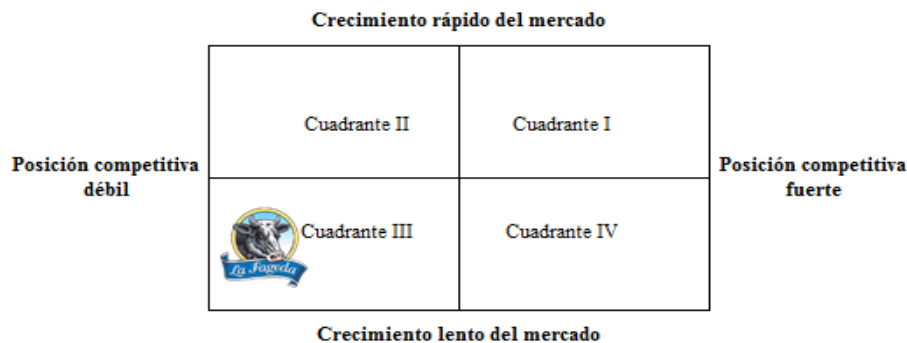 Crecimiento rápido del mercado
Cuadrante II
Cuadrante I
Posición competitiva
débil
Posición competitiva
fuerte
Cuadrante III
Cuadrante IV
La Fageda
Crecimiento lento del mercado